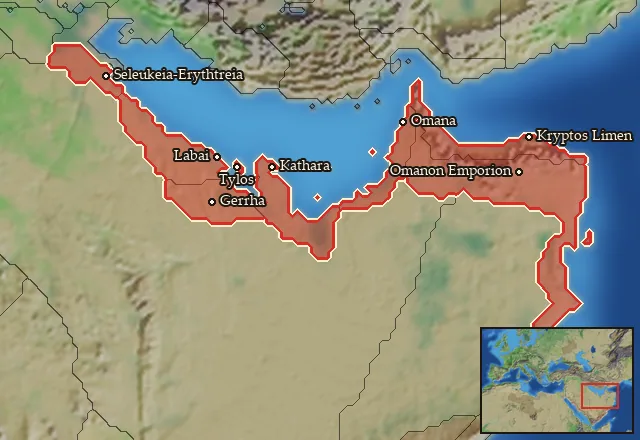 Seleukeia-Erythtreia
Omana
Kryptos Limen
Labai
Kathara
Omanon Emporion
Tylos
Gerrha